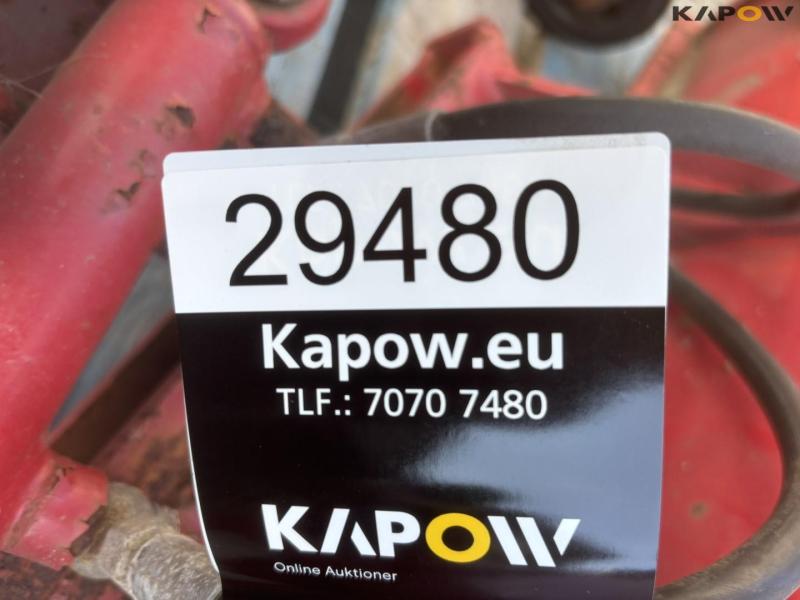 KAPOW
29480
Kapow.eu
TLF.: 7070 7480
KAPOW
Online Auktioner